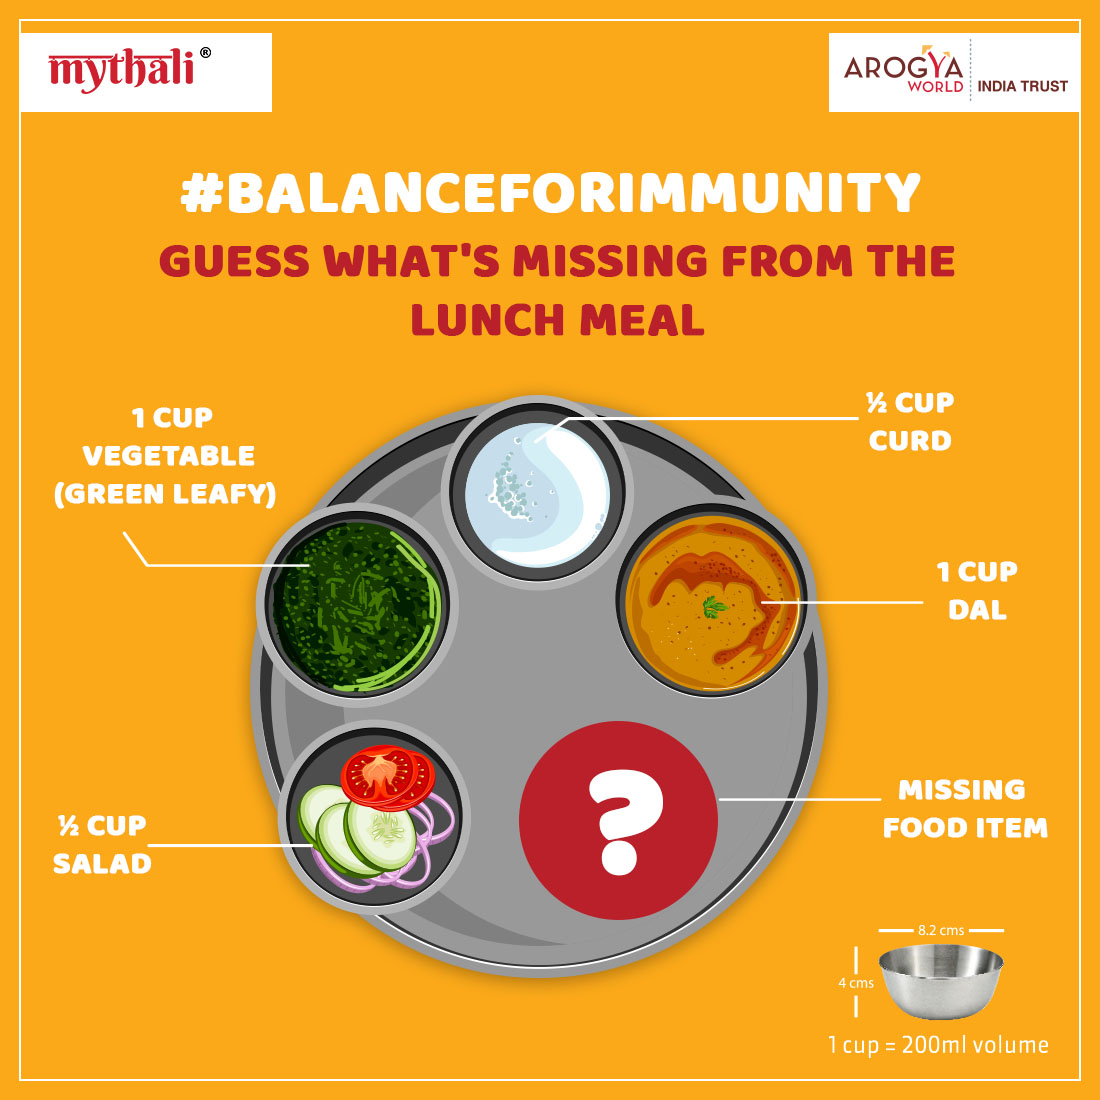 mythali®
AROGYA
WORLD
INDIA TRUST
#BALANCEFORIMMUNITY
GUESS WHAT'S MISSING FROM THE
LUNCH MEAL
1 CUP
VEGETABLE
(GREEN LEAFY)
½ CUP
CURD
1 CUP
DAL
½ CUP
SALAD
?
MISSING
FOOD ITEM
8.2 cms
4 cms
1 cup = 200ml volume